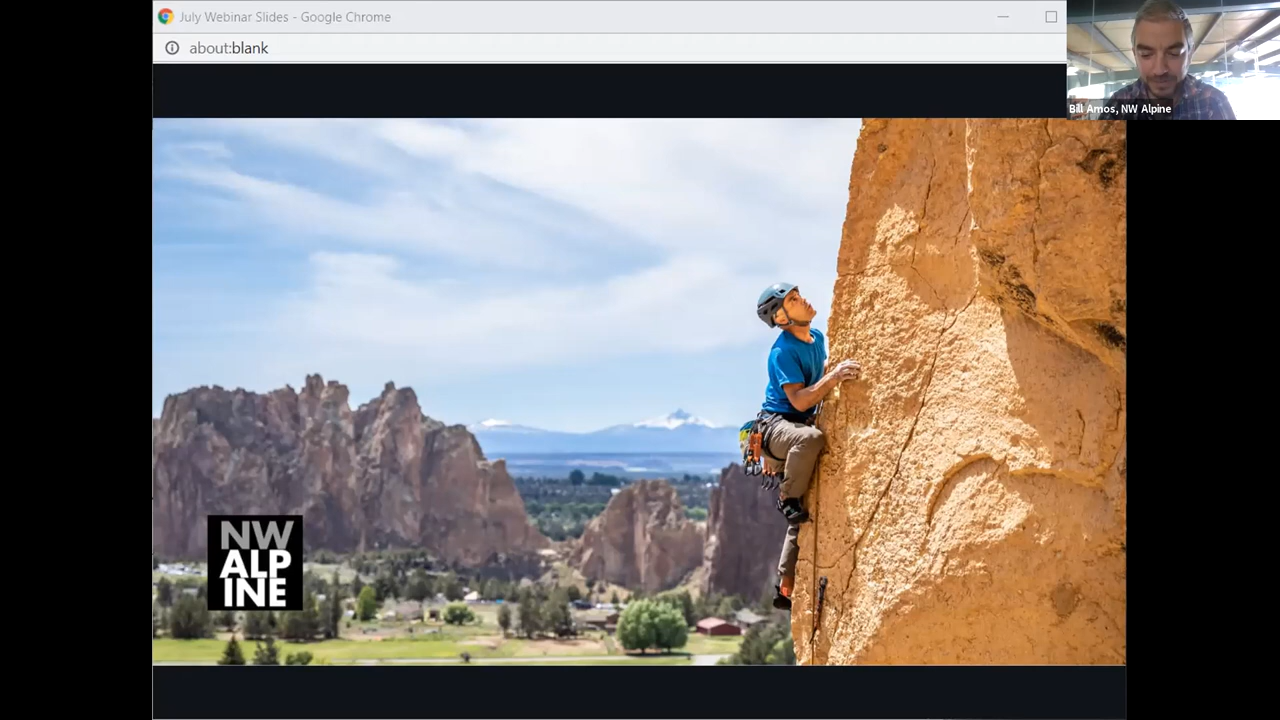 July Webinar Slides - Google Chrome
about:blank
Bill Amos, NW Alpine
NW
ALP
INE